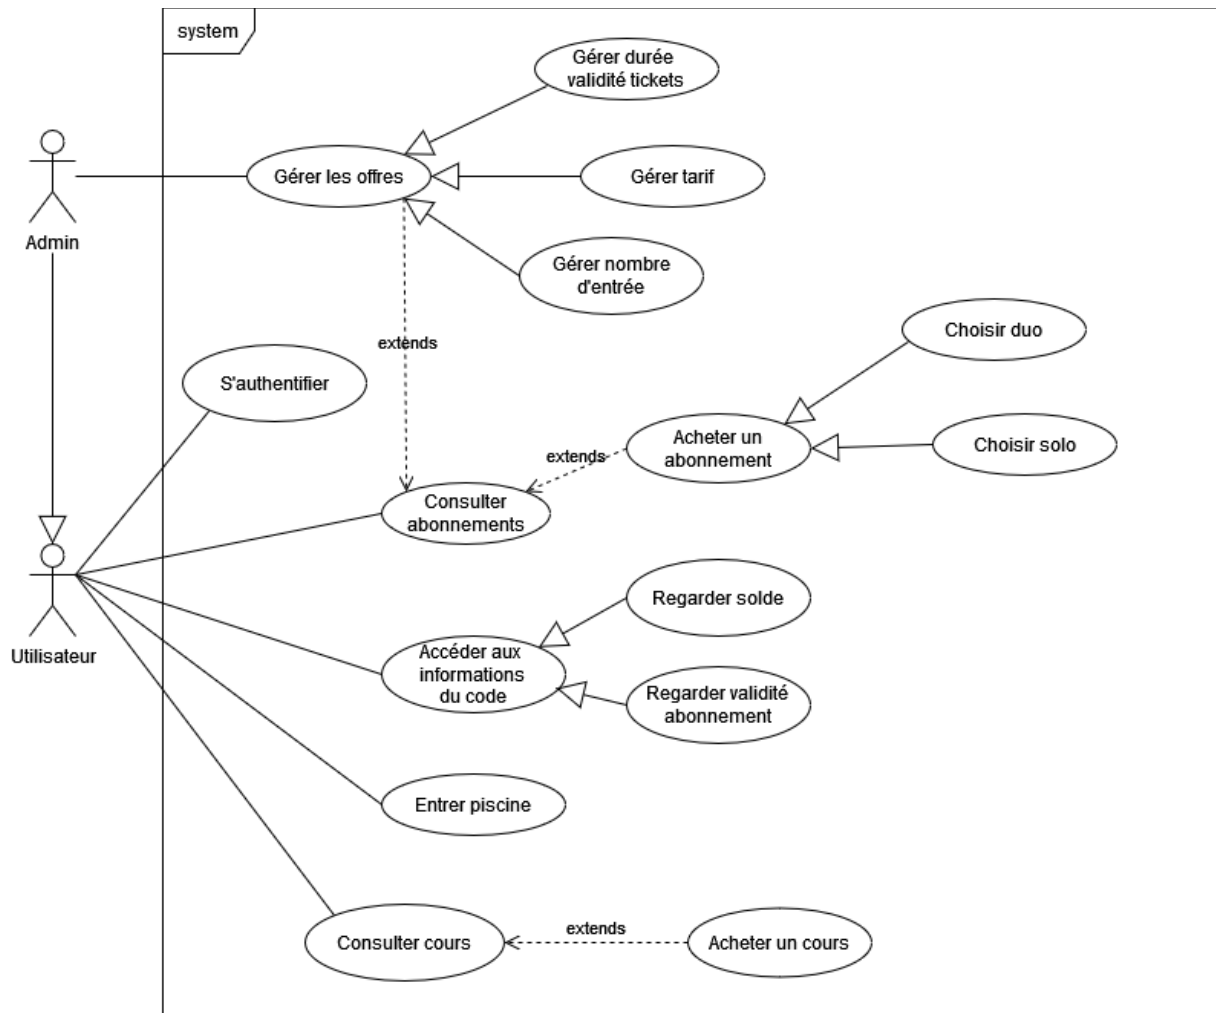 system
Gérer durée
validité tickets
Gérer les offres
Gérer tarif
Admin
Gérer nombre
d'entrée
Choisir duo
extends
S'authentifier
Acheter un
abonnement
Choisir solo
extends
Consulter
abonnements
Regarder solde
Utilisateur
Accéder aux
informations
du code
Regarder validité
abonnement
Entrer piscine
extends
Consulter cours
Acheter un cours